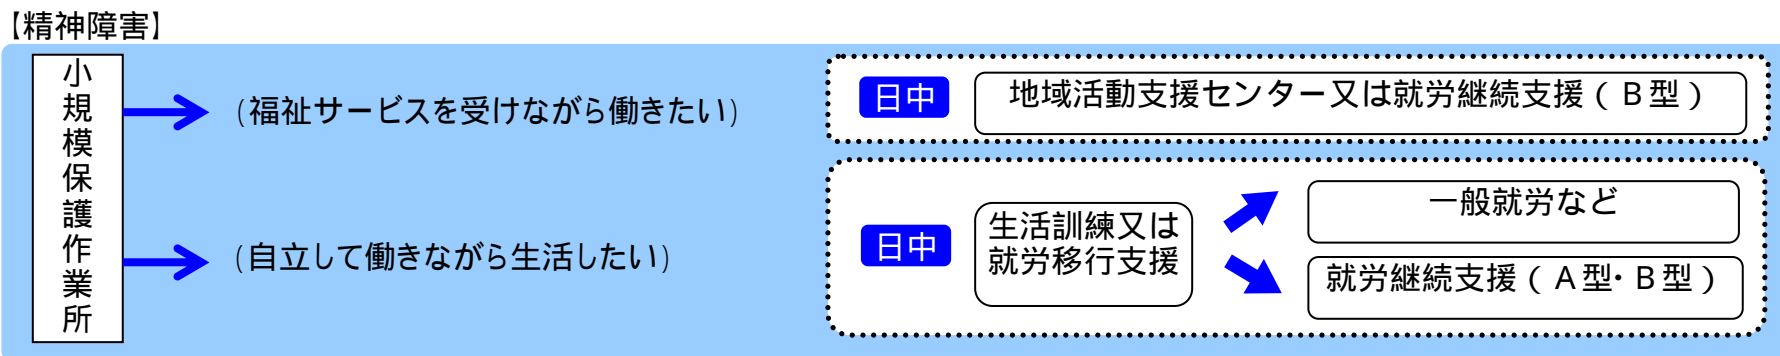 【精神障害】
小規模保護作業所
(福祉サービスを受けながら働きたい)
日中
地域活動支援センター又は就労継続支援(B型)
(自立して働きながら生活したい)
日中
生活訓練又は
就労移行支援
一般就労など
就労継続支援(A型・B型)